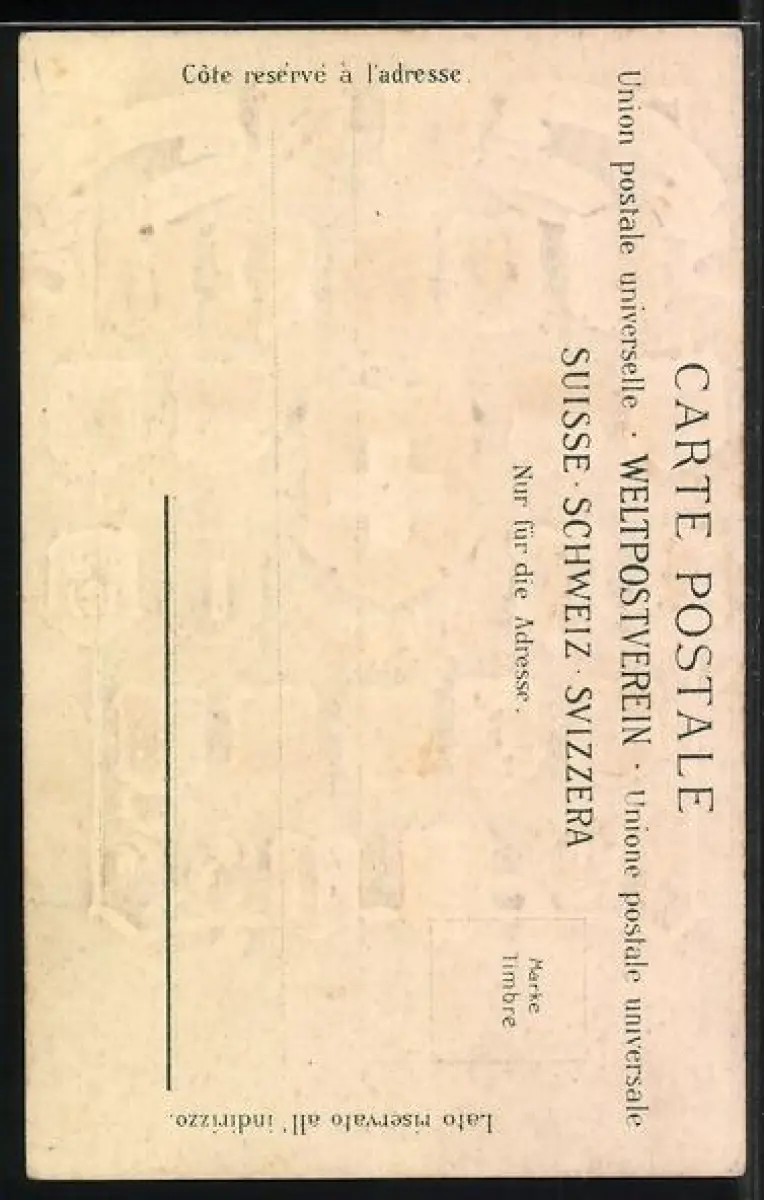 CARTE POSTALE
Union postale universelle · WELTPOSTVEREIN · Unione postale universale
SUISSE · SCHWEIZ · SVIZZERA
Nur für die Adresse.
Côte resérvé à l'adresse.
Marke
Timbre
Lato riservato all' indirizzo.